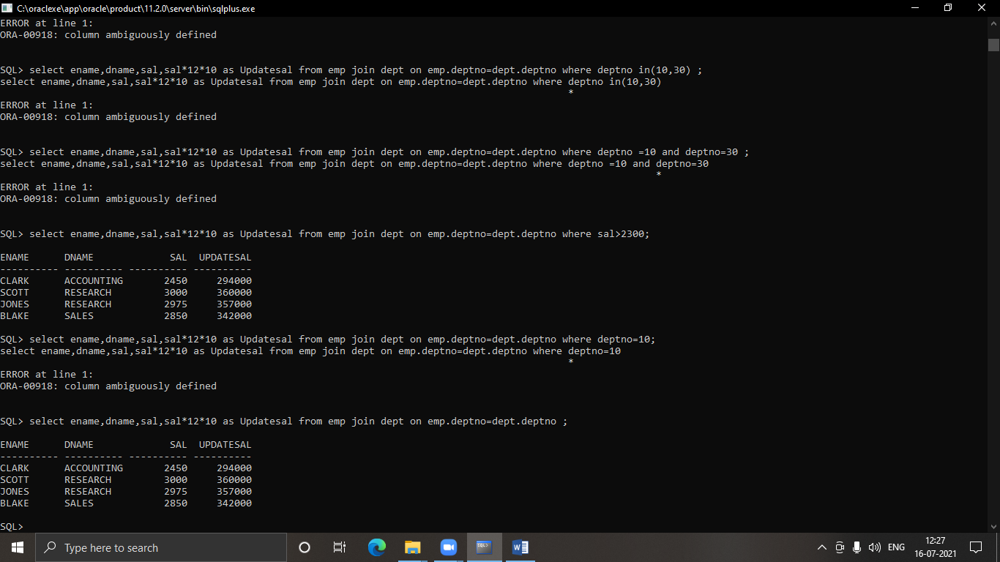 C:\oraclexe\app\oracle\product\11.2.0\server\bin\sqlplus.exe
ERROR at line 1:
ORA-00918: column ambiguously defined
SQL> select ename,dname,sal,sal*12*10 as Updatesal from emp join dept on emp.deptno=dept.deptno where deptno in(10,30) ;
select ename,dname,sal,sal*12*10 as Updatesal from emp join dept on emp.deptno=dept.deptno where deptno in(10,30)
*
ERROR at line 1:
ORA-00918: column ambiguously defined
SQL> select ename,dname,sal,sal*12*10 as Updatesal from emp join dept on emp.deptno=dept.deptno where deptno =10 and deptno=30 ;
select ename,dname,sal,sal*12*10 as Updatesal from emp join dept on emp.deptno=dept.deptno where deptno =10 and deptno=30
*
ERROR at line 1:
ORA-00918: column ambiguously defined
SQL> select ename,dname,sal,sal*12*10 as Updatesal from emp join dept on emp.deptno=dept.deptno where sal>2300;
ENAME      DNAME             SAL  UPDATESAL
---------- ---------- ---------- ----------
CLARK      ACCOUNTING       2450     294000
SCOTT      RESEARCH         3000     360000
JONES      RESEARCH         2975     357000
BLAKE      SALES            2850     342000
SQL> select ename,dname,sal,sal*12*10 as Updatesal from emp join dept on emp.deptno=dept.deptno where deptno=10;
select ename,dname,sal,sal*12*10 as Updatesal from emp join dept on emp.deptno=dept.deptno where deptno=10
*
ERROR at line 1:
ORA-00918: column ambiguously defined
SQL> select ename,dname,sal,sal*12*10 as Updatesal from emp join dept on emp.deptno=dept.deptno ;
ENAME      DNAME             SAL  UPDATESAL
---------- ---------- ---------- ----------
CLARK      ACCOUNTING       2450     294000
SCOTT      RESEARCH         3000     360000
JONES      RESEARCH         2975     357000
BLAKE      SALES            2850     342000
SQL>
Type here to search
SQL>
W
ENG
12:27
16-07-2021